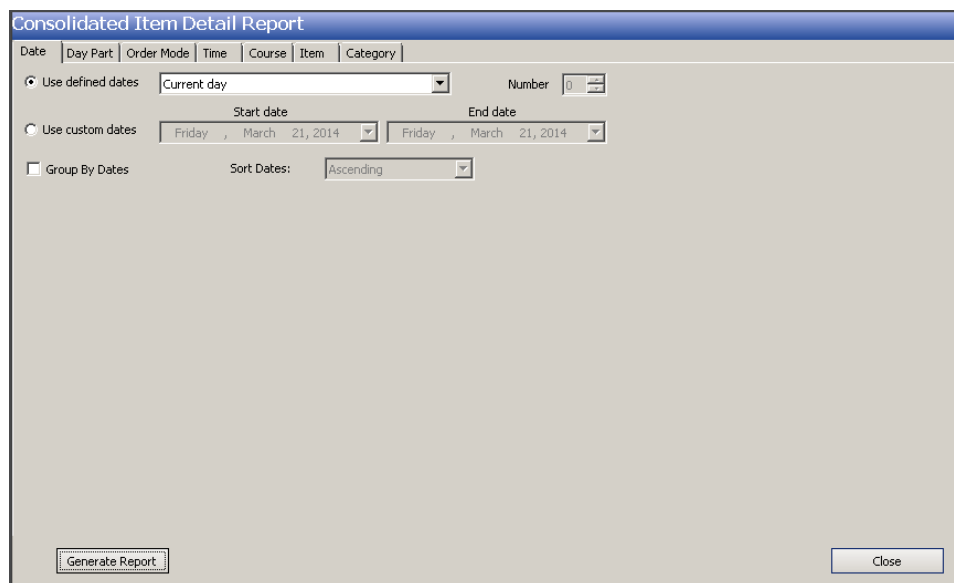 Consolidated Item Detail Report
Date Day Part Order Mode Time Course Item Category
Use defined dates Current day Number 0
Start date End date
Use custom dates Friday , March 21, 2014 Friday , March 21, 2014
Group By Dates Sort Dates: Ascending
Generate Report Close